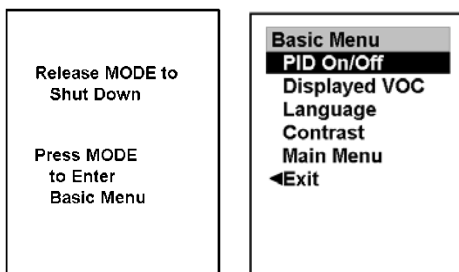 Release MODE to
Shut Down
Press MODE
to Enter
Basic Menu
Basic Menu
PID On/Off
Displayed VOC
Language
Contrast
Main Menu
◄Exit